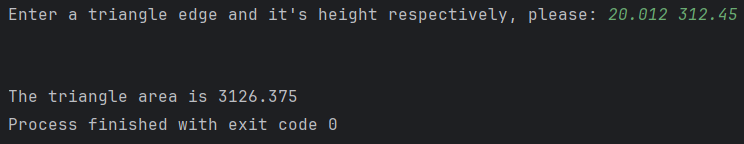 Enter a triangle edge and it's height respectively, please: 20.012 312.45
The triangle area is 3126.375
Process finished with exit code 0